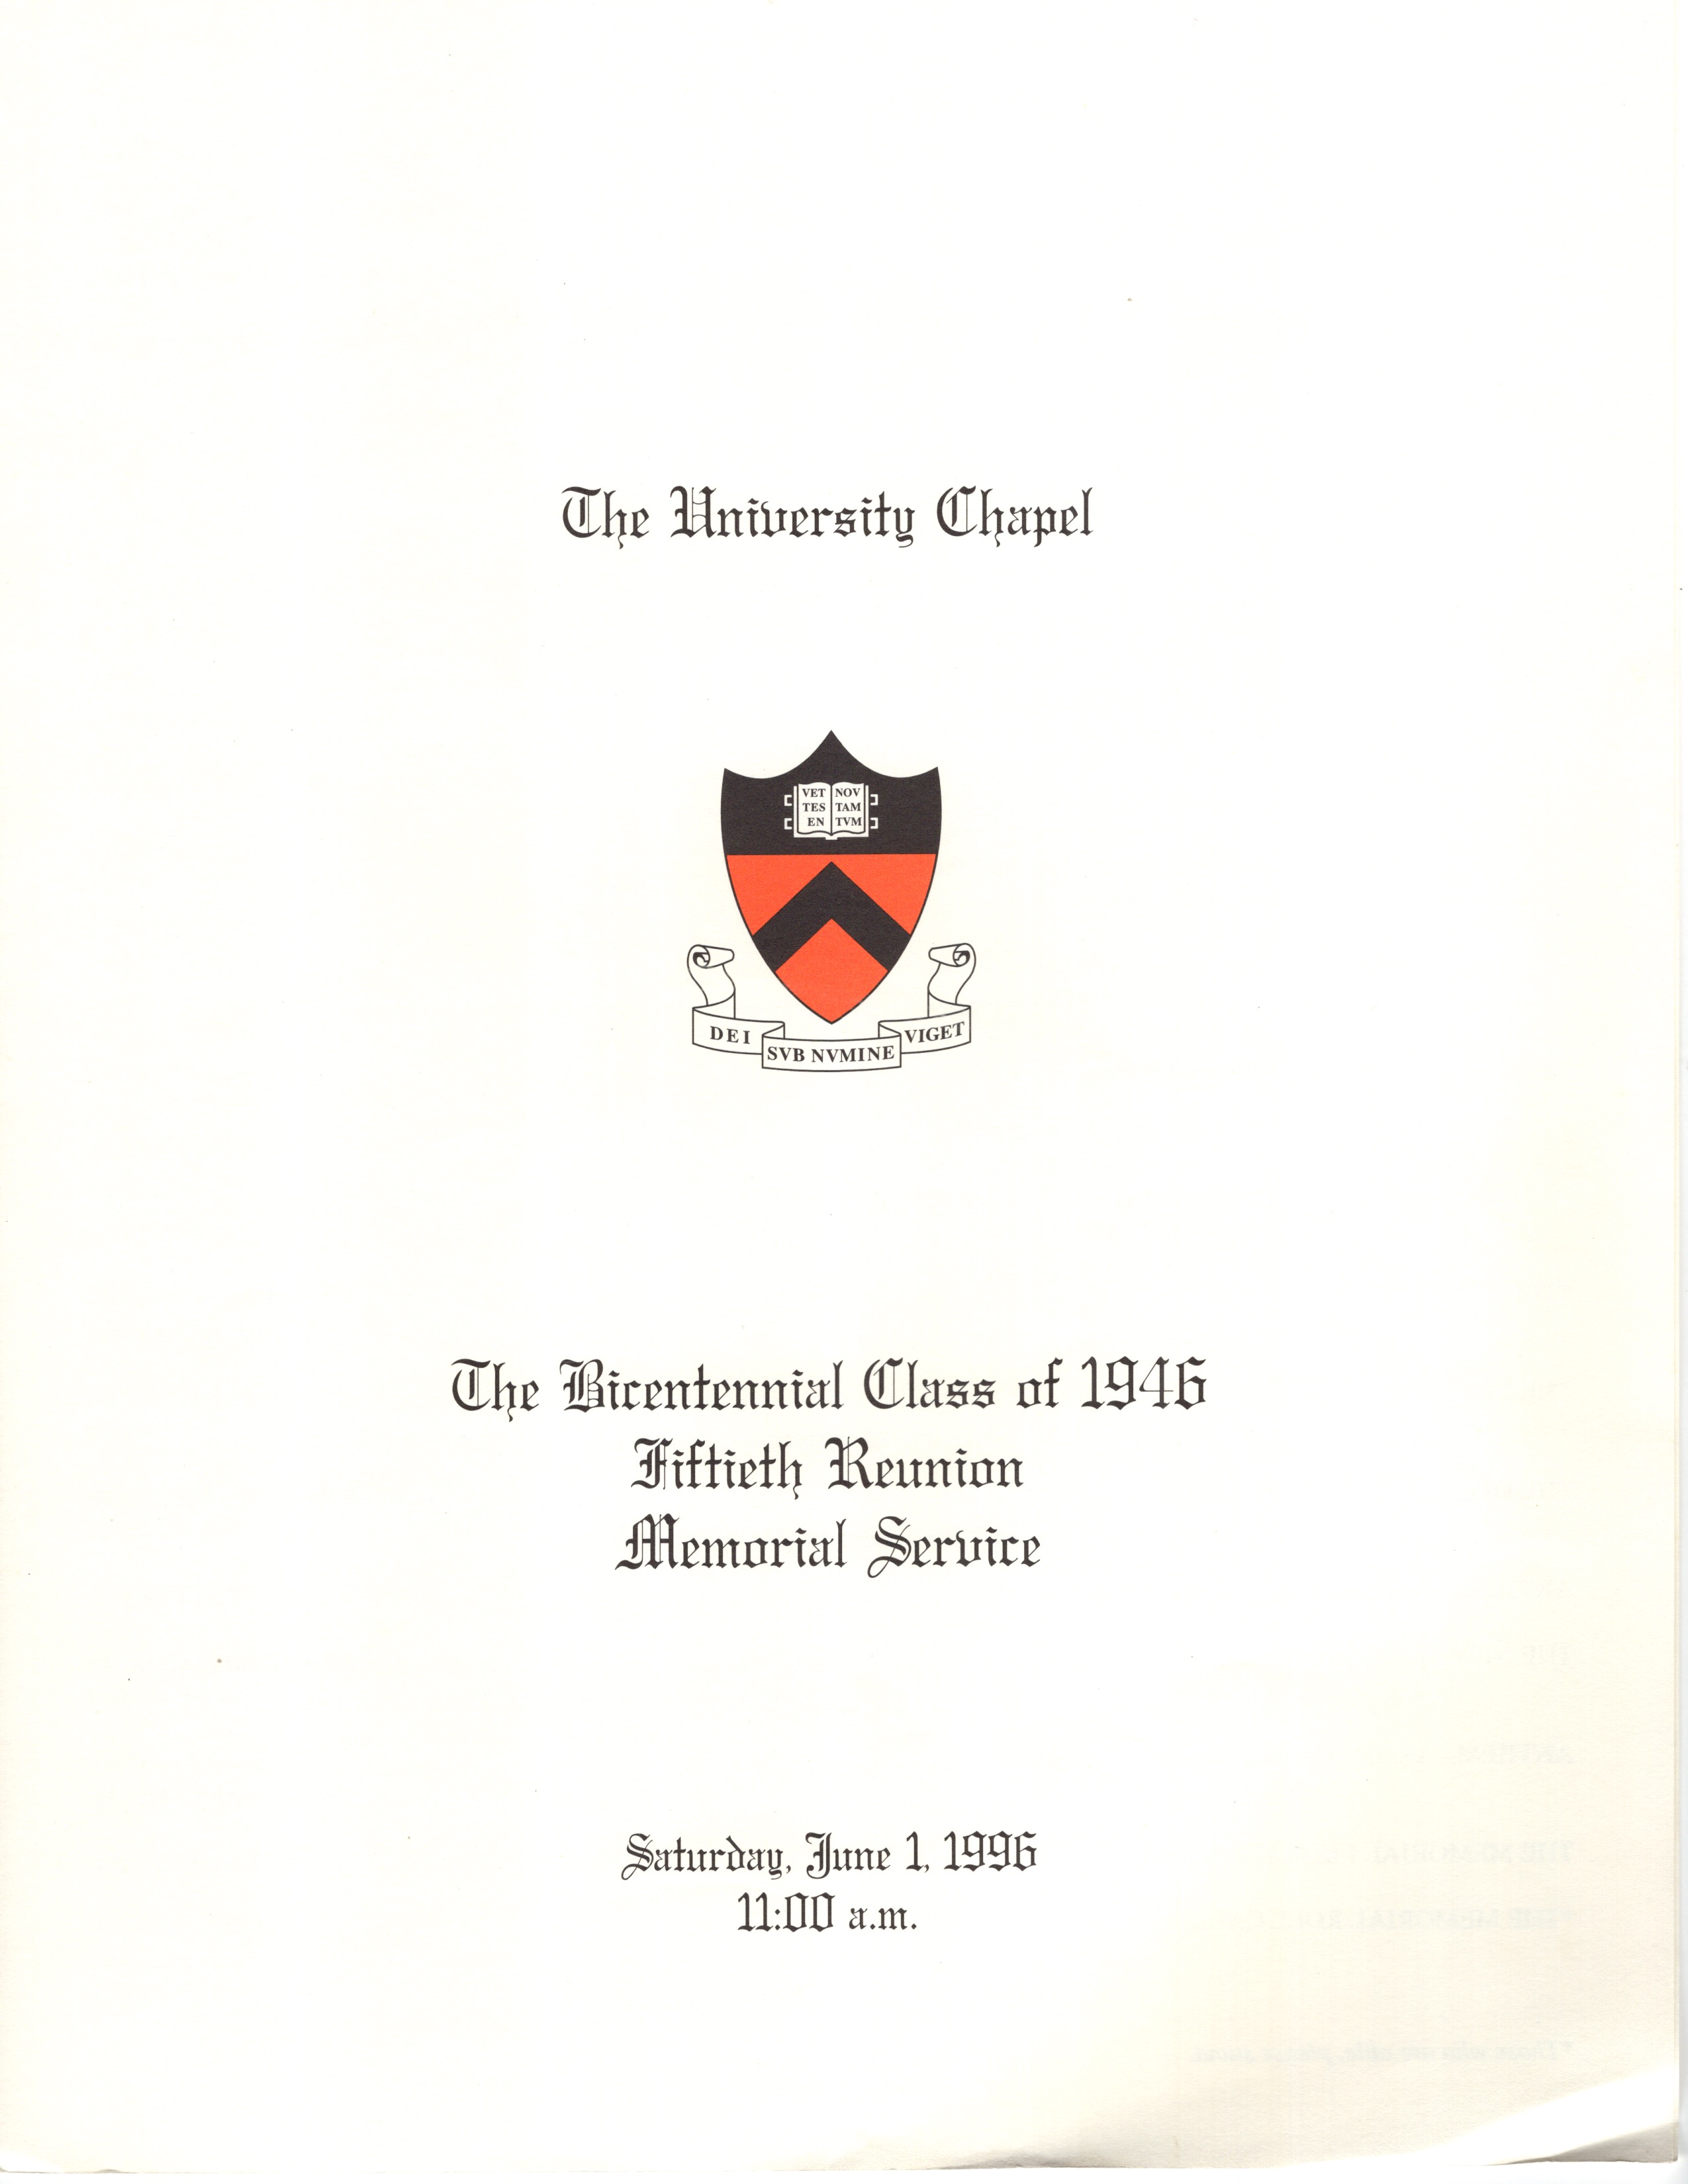 The University Chapel
VET NOV
TES TAM
EN TVM
DEI SVB NVMINE VIGET
The Bicentennial Class of 1946
Fiftieth Reunion
Memorial Service
Saturday, June 1, 1996
11:00 a.m.